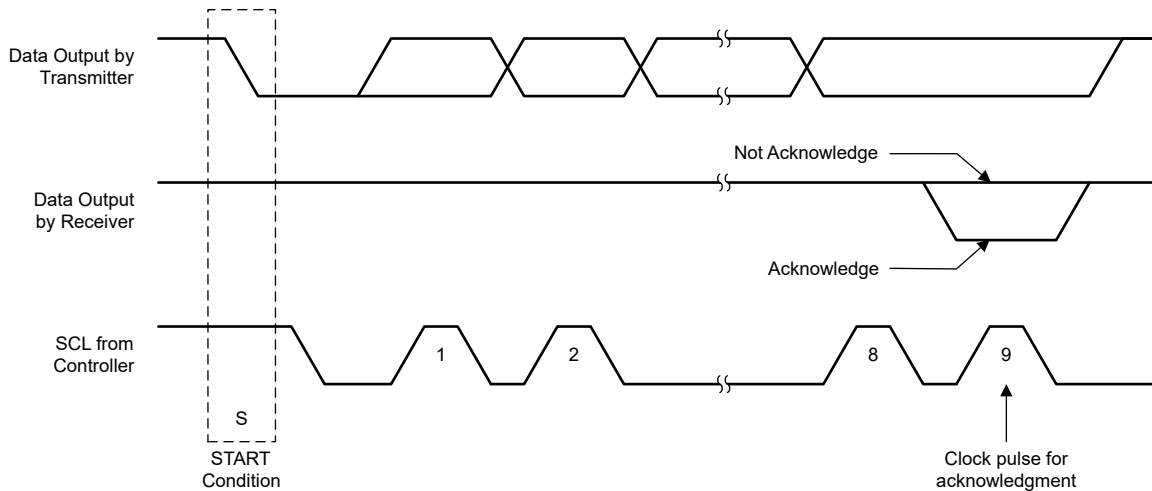 Data Output by
Transmitter
Not Acknowledge
Data Output
by Receiver
Acknowledge
SCL from
Controller
1
2
8
9
S
START
Condition
Clock pulse for
acknowledgment